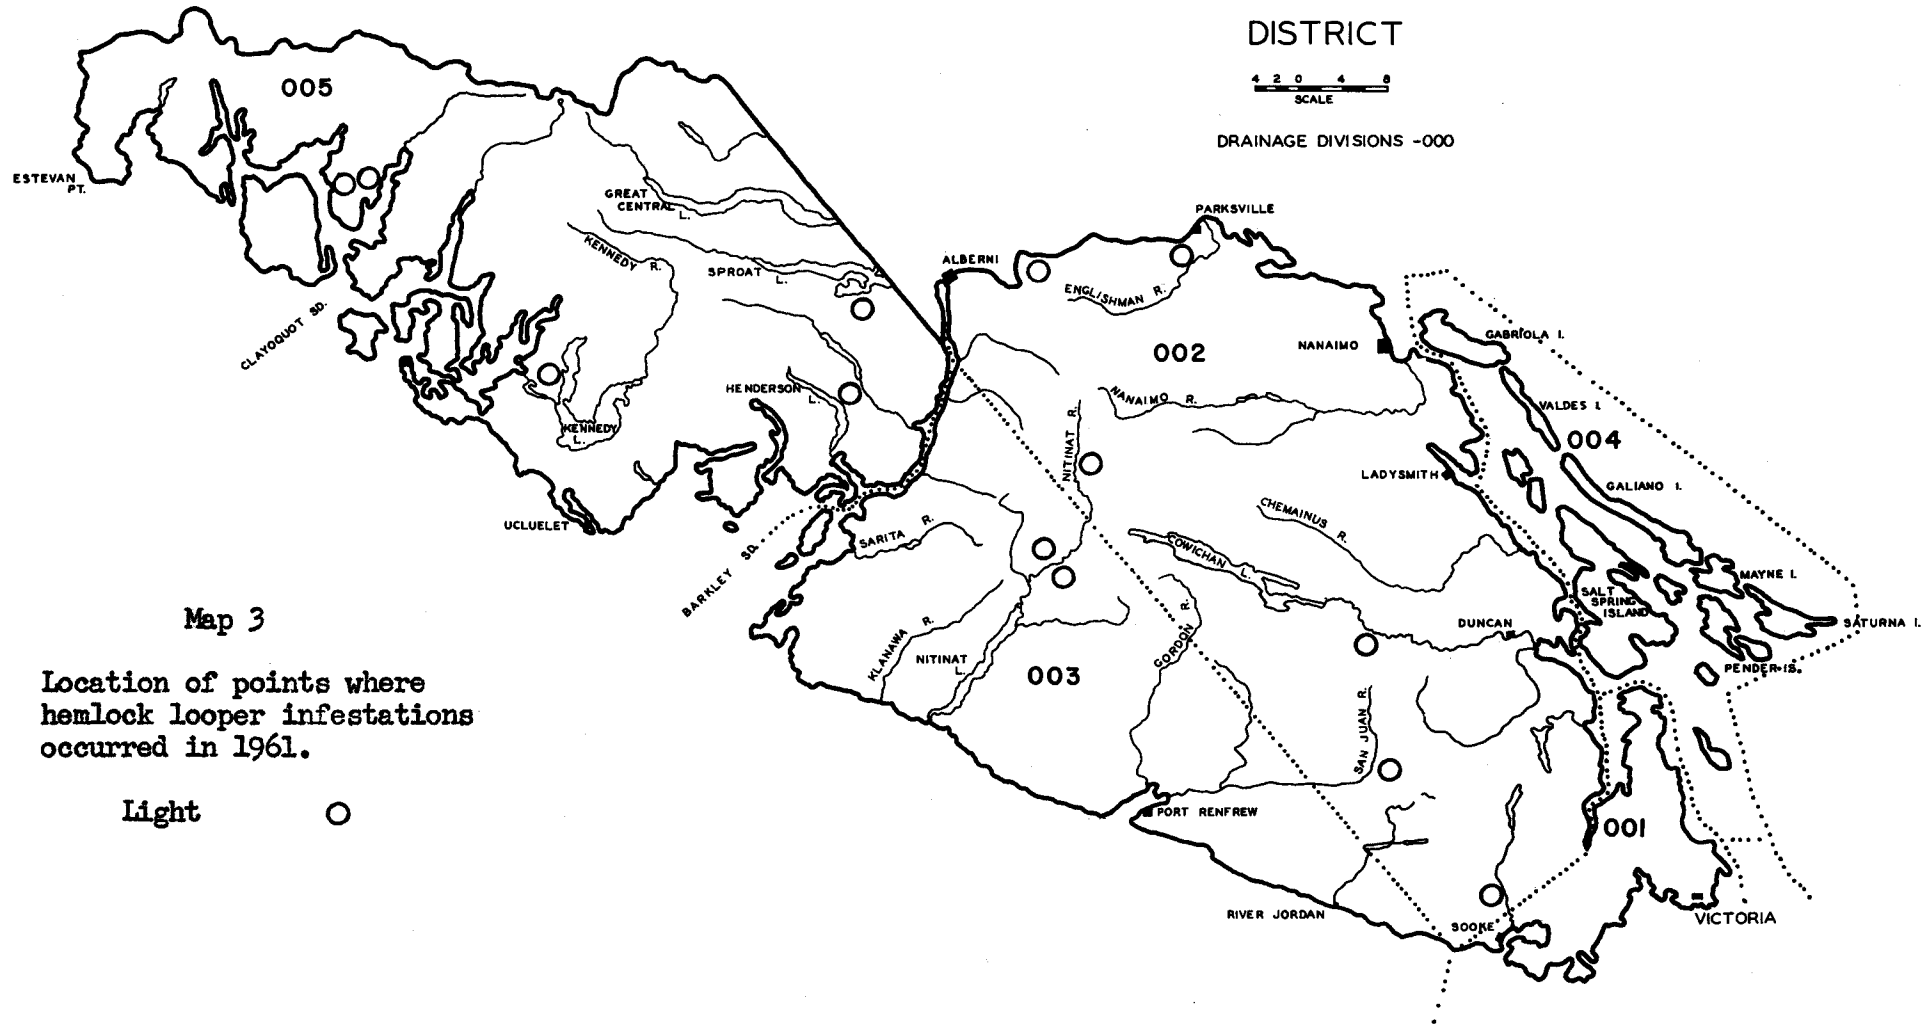 DISTRICT
4 2 0 4 8
SCALE
DRAINAGE DIVISIONS -000
005
ESTEVAN
PT.
GREAT
CENTRAL L.
KENNEDY R.
SPROAT
L.
CLAYOQUOT SD.
HENDERSON
L.
KENNEDY
L.
UCLUELET
BARKLEY SD.
ALBERNI
PARKSVILLE
ENGLISHMAN R.
002
NANAIMO
NANAIMO R.
NITINAT R.
GABRIOLA I.
VALDES I.
004
LADYSMITH
GALIANO I.
CHEMAINUS R.
COWICHAN L.
SARITA R.
MAYNE I.
SALT
SPRING
ISLAND
SATURNA I.
DUNCAN
PENDER IS.
KLANAWA R.
NITINAT
L.
GORDON R.
003
SAN JUAN R.
PORT RENFREW
001
RIVER JORDAN
SOOKE
VICTORIA
Map 3
Location of points where
hemlock looper infestations
occurred in 1961.
Light